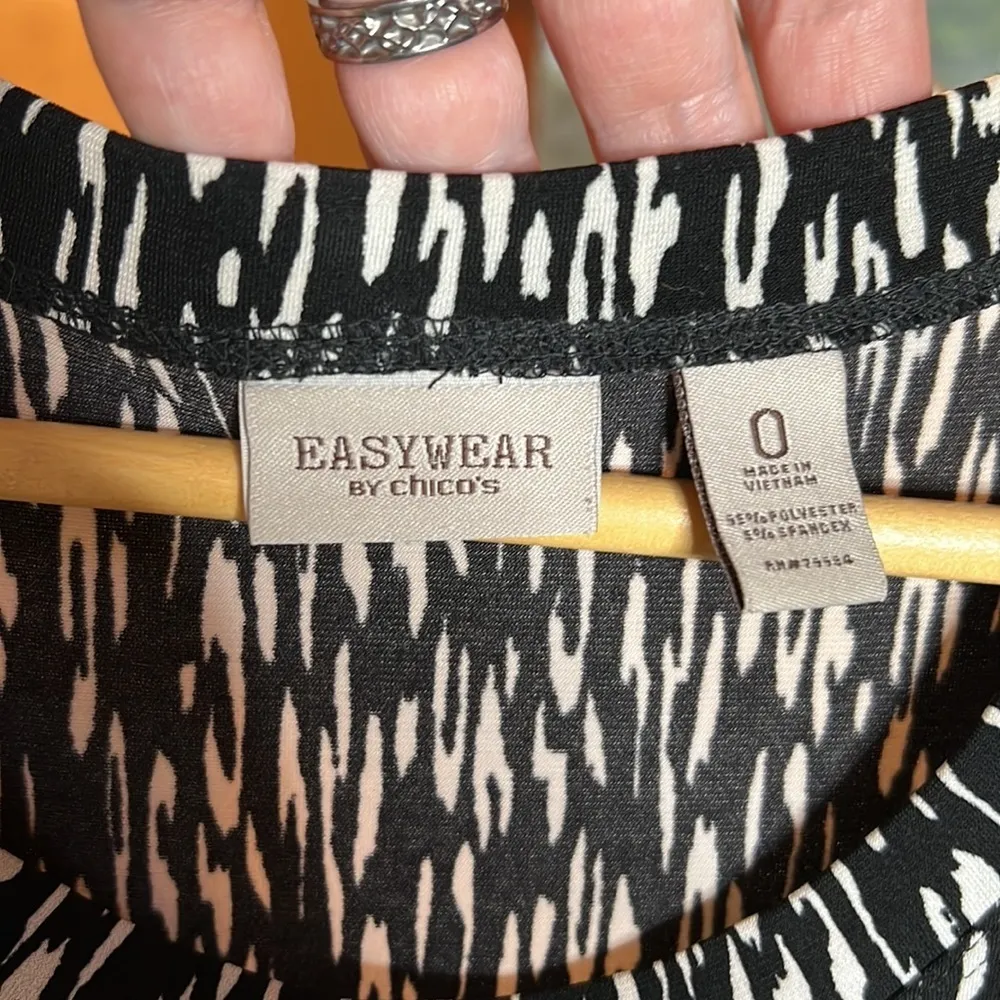 EASYWEAR
BY chico's
0
MADE IN
VIETNAM
95% POLYESTER
5% SPANDEX